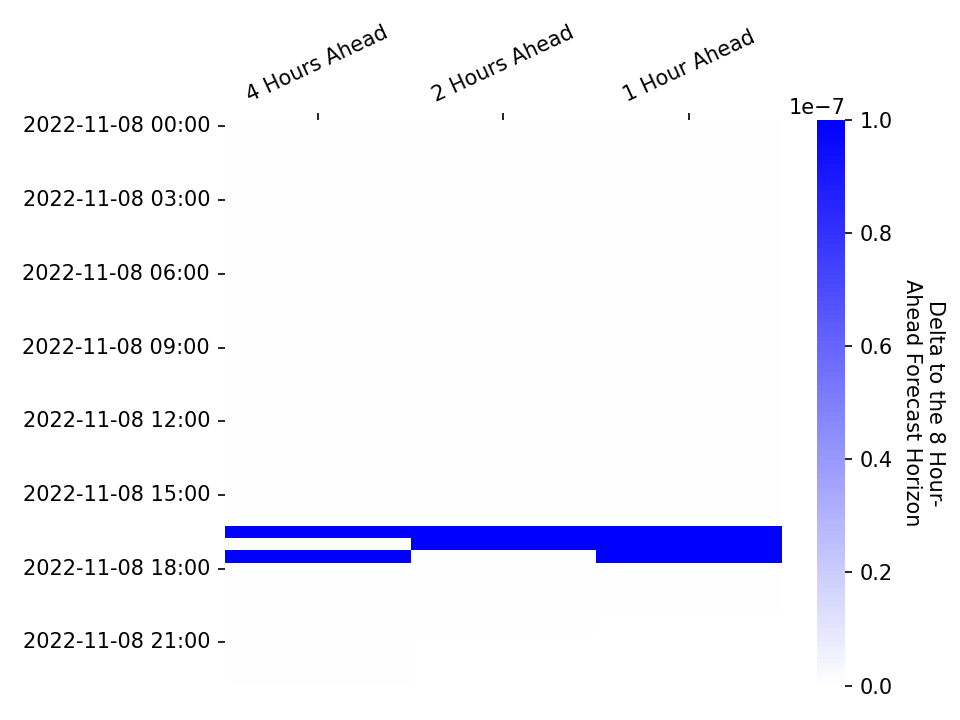 4 Hours Ahead
2 Hours Ahead
1 Hour Ahead
2022-11-08 00:00
2022-11-08 03:00
2022-11-08 06:00
2022-11-08 09:00
2022-11-08 12:00
2022-11-08 15:00
2022-11-08 18:00
2022-11-08 21:00
1e−7
1.0
0.8
0.6
0.4
0.2
0.0
Delta to the 8 Hour-
Ahead Forecast Horizon